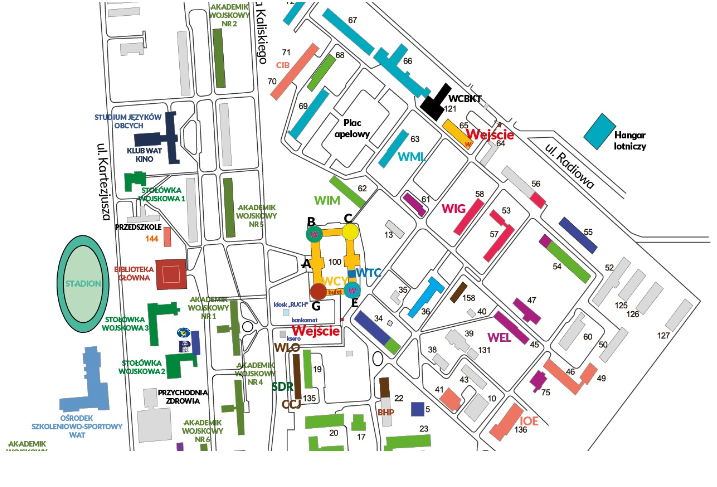 AKADEMIK
WOJSKOWY
NR 2
a Kaliskiego
67
71
CIB
70
68
66
69
WCBKT
121
Plac
apelowy
65
Wejście
W
64
63
WML
Hangar
lotniczy
ul. Radiowa
STUDIUM JĘZYKÓW
OBCYCH
KLUB WAT
KINO
ul. Kartezjusza
STOŁÓWKA
WOJSKOWA 1
WIM
62
61
WIG
58
56
53
57
55
54
AKADEMIK
WOJSKOWY
NR 5
PRZEDSZKOLE
144
B
C
13
A
100
WCY
WTC
G
E
BIBLIOTEKA
GŁÓWNA
STADION
52
125
126
127
kiosk „RUCH”
bankomat
Wejście
ksero
AKADEMIK
WOJSKOWY
NR 1
STOŁÓWKA
WOJSKOWA 3
STOŁÓWKA
WOJSKOWA 2
35
36
158
40
47
34
WEL
45
39
131
38
60
50
43
46
49
75
41
10
IOE
136
WLO
SDR
CCJ
19
135
AKADEMIK
WOJSKOWY
NR 4
PRZYCHODNIA
ZDROWIA
22
BHP
5
20
17
23
AKADEMIK
WOJSKOWY
NR 6
OŚRODEK
SZKOLENIOWO-SPORTOWY
WAT
AKADEMIK